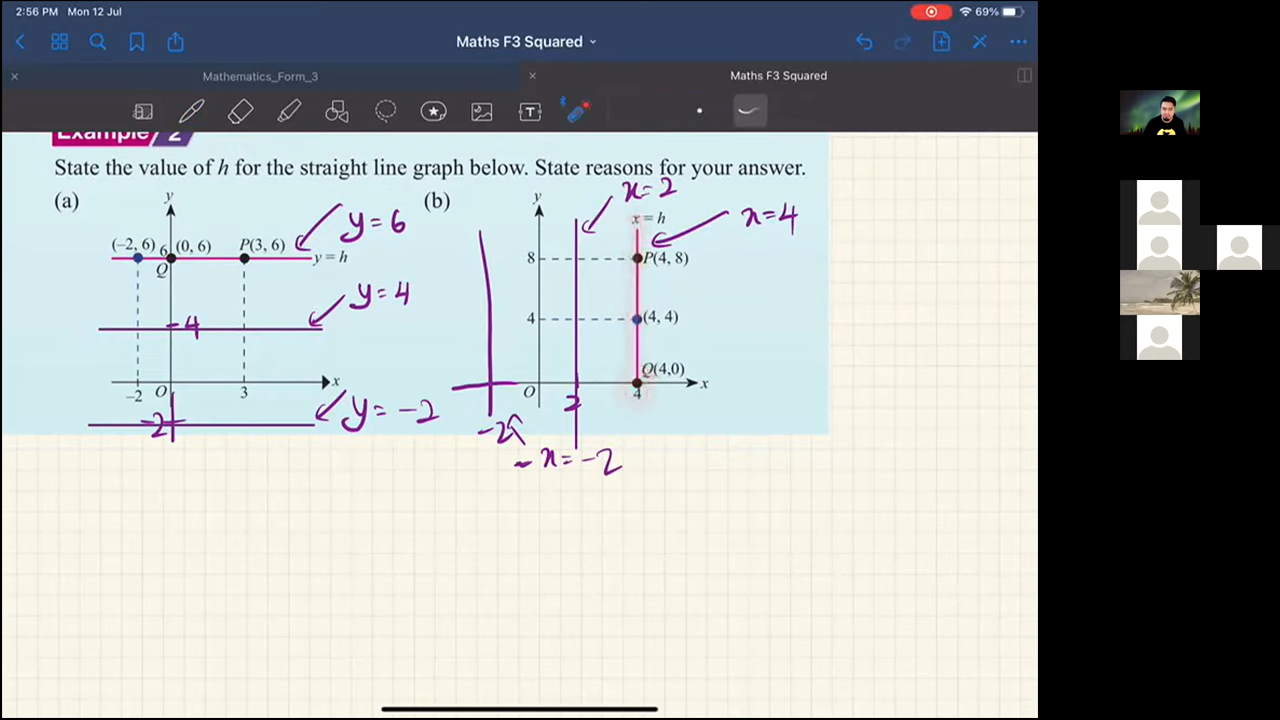 2:56 PM Mon 12 Jul
69%
Maths F3 Squared
Mathematics_Form_3
Maths F3 Squared
T
Example 2
State the value of h for the straight line graph below. State reasons for your answer.
(a)
y
(–2, 6)
6
(0, 6)
P(3, 6)
y = h
Q
y = 6
y = 4
-4
–2
O
3
x
-2
y = -2
(b)
y
x = 2
x = h
x = 4
8
P(4, 8)
4
(4, 4)
Q(4,0)
O
2
4
x
-2
x = -2